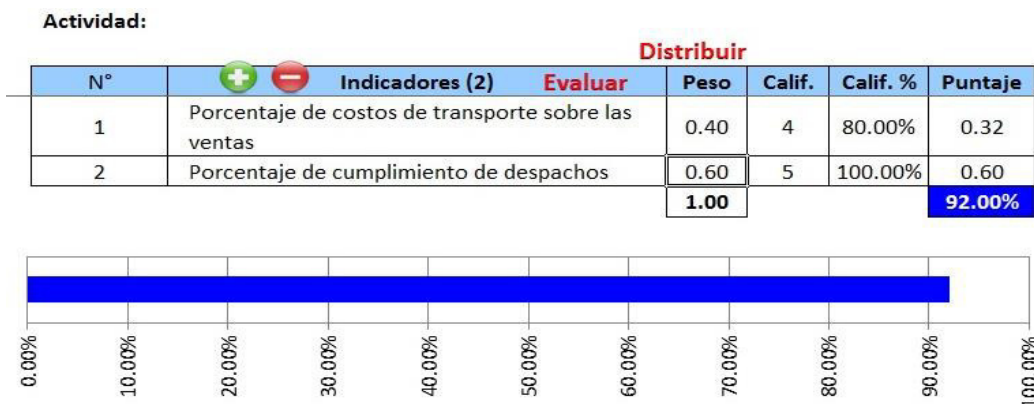 Actividad:
Distribuir
N° Indicadores (2) Evaluar Peso Calif. Calif. % Puntaje
1 Porcentaje de costos de transporte sobre las ventas 0.40 4 80.00% 0.32
2 Porcentaje de cumplimiento de despachos 0.60 5 100.00% 0.60
1.00 92.00%
0.00% 10.00% 20.00% 30.00% 40.00% 50.00% 60.00% 70.00% 80.00% 90.00% 100.00%